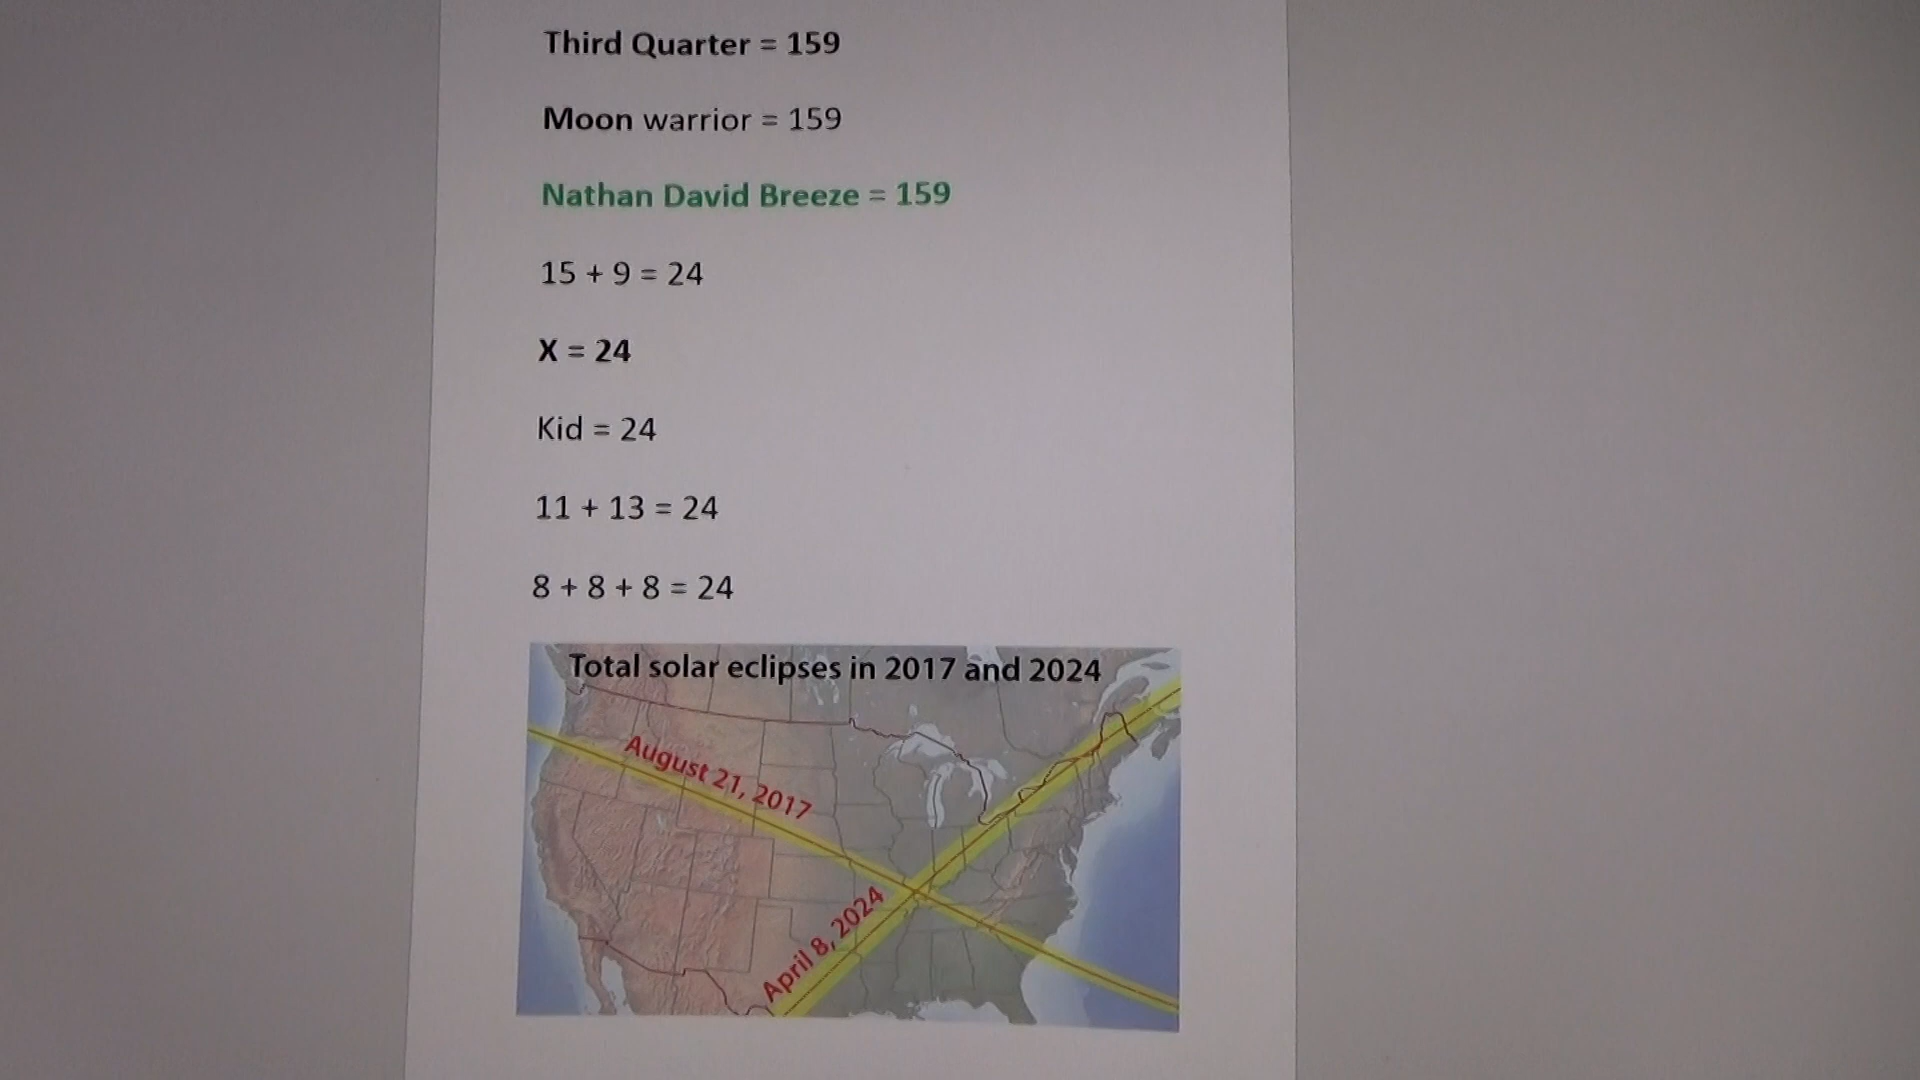 Third Quarter = 159
Moon warrior = 159
Nathan David Breeze = 159
15 + 9 = 24
X = 24
Kid = 24
11 + 13 = 24
8 + 8 + 8 = 24
Total solar eclipses in 2017 and 2024
August 21, 2017
April 8, 2024